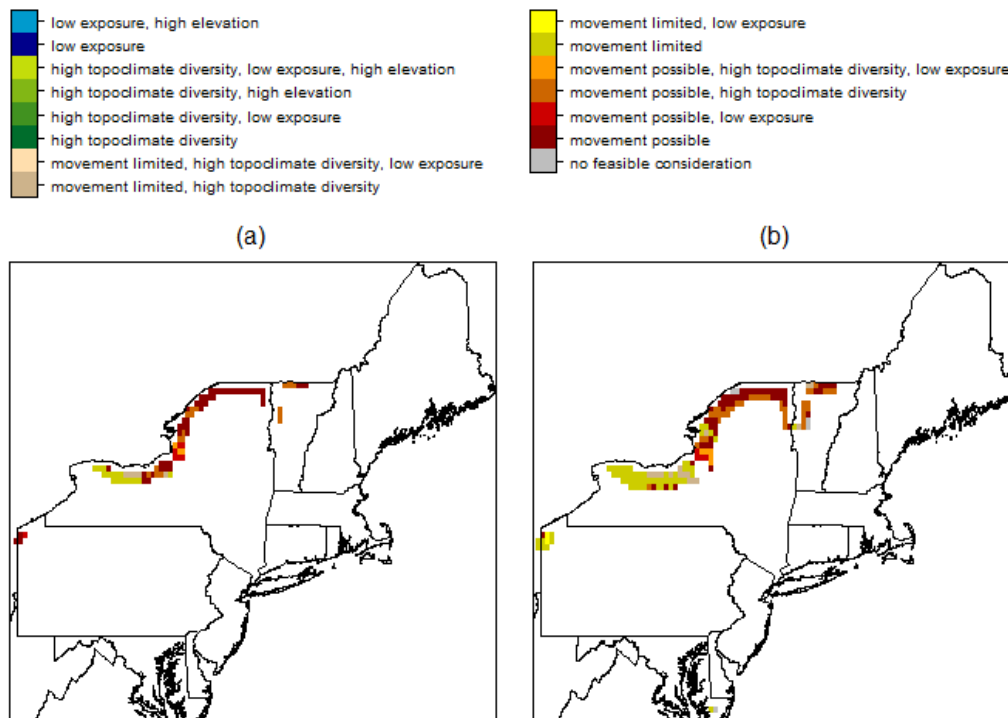 low exposure, high elevation
low exposure
high topoclimate diversity, low exposure, high elevation
high topoclimate diversity, high elevation
high topoclimate diversity, low exposure
high topoclimate diversity
movement limited, high topoclimate diversity, low exposure
movement limited, high topoclimate diversity
movement limited, low exposure
movement limited
movement possible, high topoclimate diversity, low exposure
movement possible, high topoclimate diversity
movement possible, low exposure
movement possible
no feasible consideration
(a)
(b)